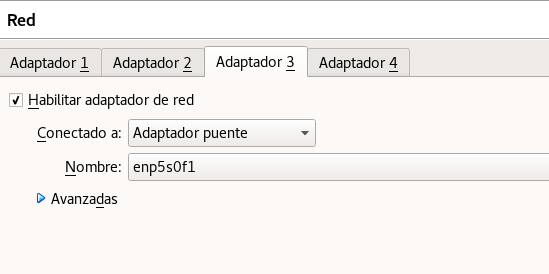 Red
Adaptador 1 Adaptador 2 Adaptador 3 Adaptador 4
Habilitar adaptador de red
Conectado a: Adaptador puente
Nombre: enp5s0f1
Avanzadas